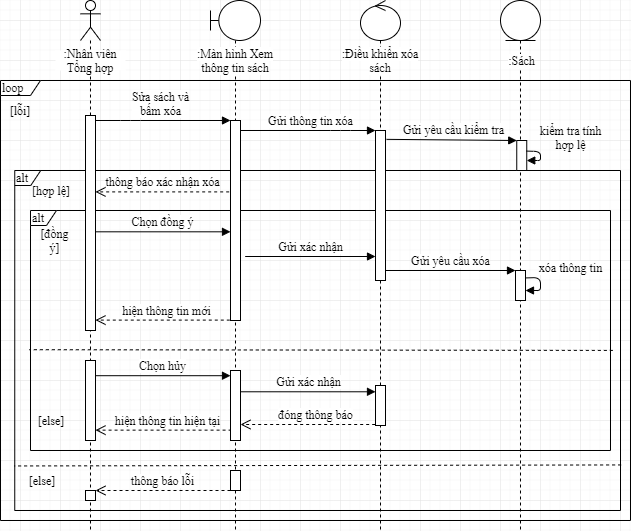 :Nhân viên
Tổng hợp
:Màn hình Xem
thông tin sách
:Điều khiển xóa
sách
:Sách
loop
[lỗi]
Sửa sách và
bấm xóa
Gửi thông tin xóa
Gửi yêu cầu kiểm tra
kiểm tra tính
hợp lệ
alt
[hợp lệ]
thông báo xác nhận xóa
alt
[đồng
ý]
Chọn đồng ý
Gửi xác nhận
Gửi yêu cầu xóa
xóa thông tin
hiện thông tin mới
Chọn hủy
Gửi xác nhận
[else]
hiện thông tin hiện tại
đóng thông báo
[else]
thông báo lỗi